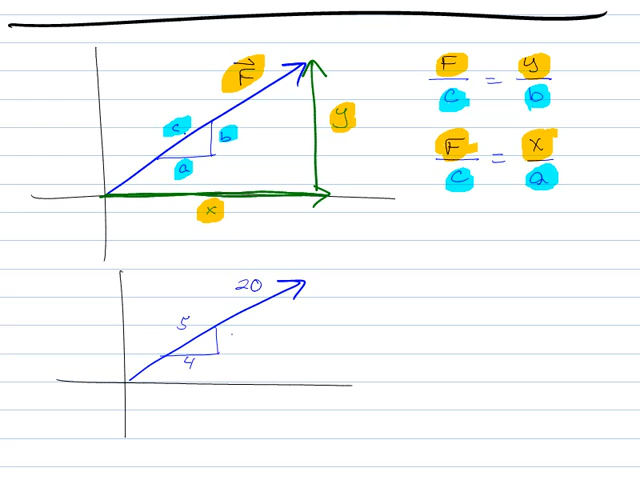 F⃗
c
b
a
y
x
F/c = y/b
F/c = x/a
20
5
4